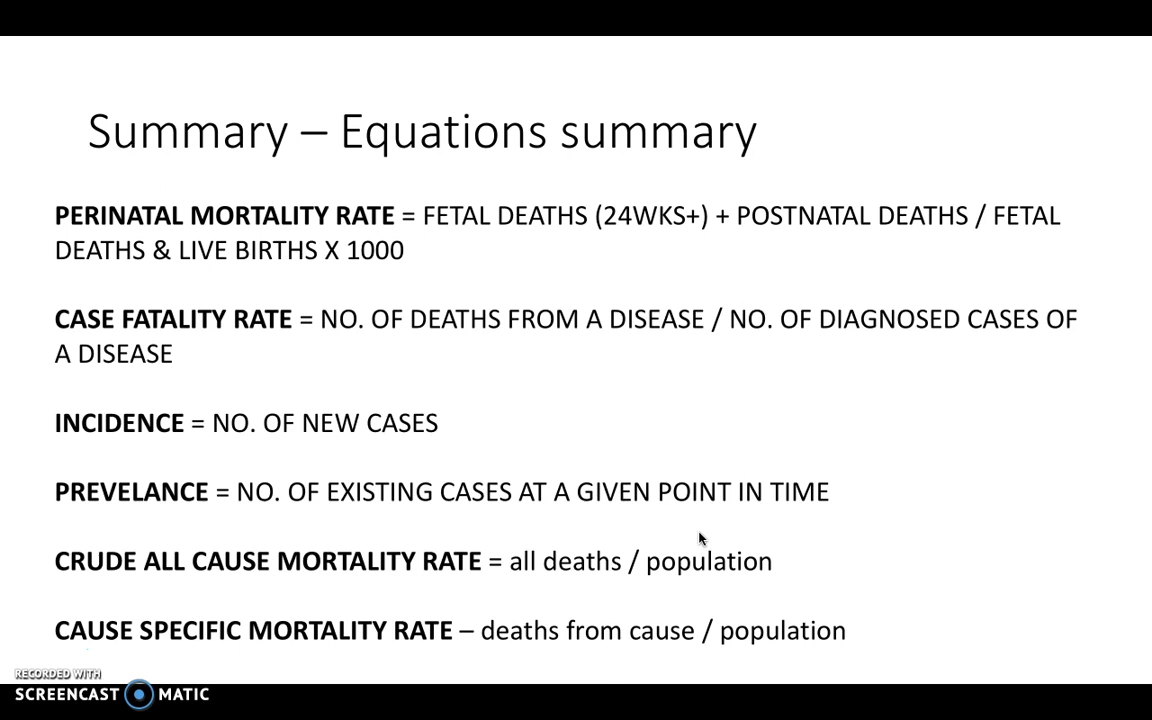 Summary – Equations summary
PERINATAL MORTALITY RATE = FETAL DEATHS (24WKS+) + POSTNATAL DEATHS / FETAL
DEATHS & LIVE BIRTHS X 1000
CASE FATALITY RATE = NO. OF DEATHS FROM A DISEASE / NO. OF DIAGNOSED CASES OF
A DISEASE
INCIDENCE = NO. OF NEW CASES
PREVELANCE = NO. OF EXISTING CASES AT A GIVEN POINT IN TIME
CRUDE ALL CAUSE MORTALITY RATE = all deaths / population
CAUSE SPECIFIC MORTALITY RATE – deaths from cause / population
RECORDED WITH
SCREENCAST MATIC